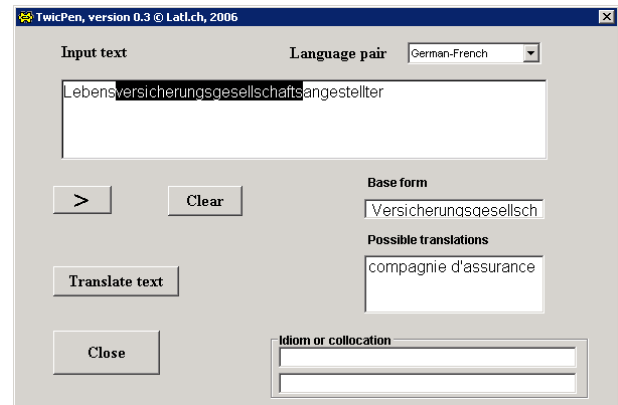 TwicPen, version 0.3 © Latl.ch, 2006
Input text
Language pair
German-French
Lebensversicherungsgesellschaftsangestellter
>
Clear
Base form
Versicherungsgesellsch
Possible translations
compagnie d'assurance
Translate text
Close
Idiom or collocation